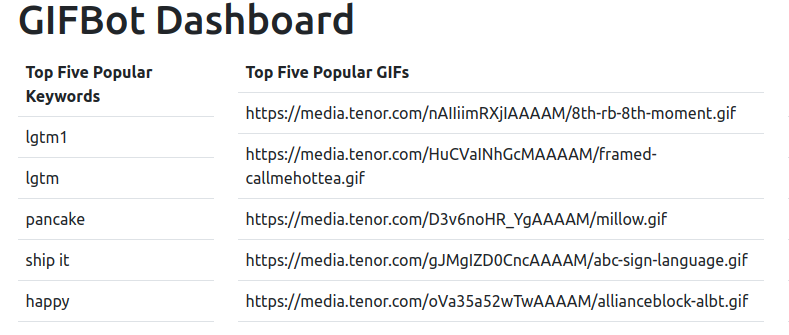 GIFBot Dashboard
Top Five Popular
Keywords
lgtm1
lgtm
pancake
ship it
happy
Top Five Popular GIFs
https://media.tenor.com/nAIIiimRXjIAAAAM/8th-rb-8th-moment.gif
https://media.tenor.com/HuCVaINhGcMAAAAM/framed-
callmehottea.gif
https://media.tenor.com/D3v6noHR_YgAAAAM/millow.gif
https://media.tenor.com/gJMgIZD0CncAAAAM/abc-sign-language.gif
https://media.tenor.com/oVa35a52wTwAAAAM/allianceblock-albt.gif